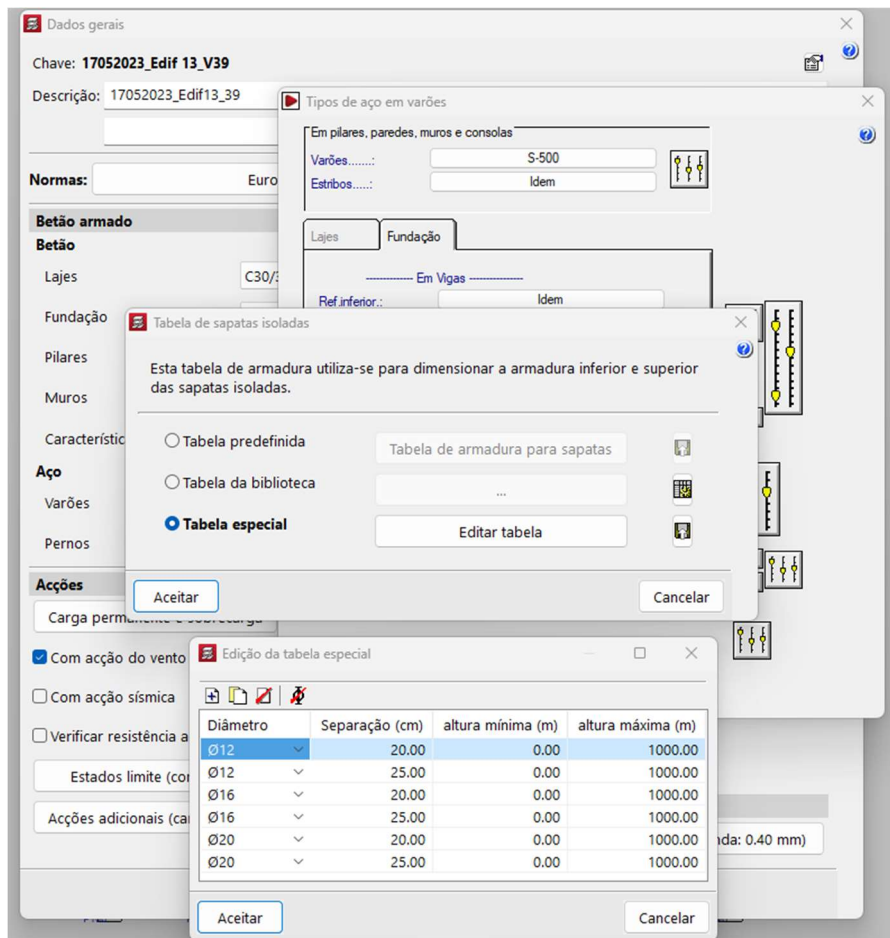 Dados gerais
Chave: 17052023_Edif 13_V39
Descrição: 17052023_Edif13_39
Normas: Euro
Betão armado
Betão
Lajes C30/3
Fundação
Pilares
Muros
Característic
Aço
Varões
Pernos
Acções
Carga permanente e sobrecarga
Com acção do vento
Com acção sísmica
Verificar resistência a
Estados limite (con
Acções adicionais (ca
nda: 0.40 mm)
Tipos de aço em varões
Em pilares, paredes, muros e consolas
Varões.......: S-500
Estribos.....: Idem
Lajes Fundação
-------------- Em Vigas ----------------
Ref.inferior.: Idem
Tabela de sapatas isoladas
Esta tabela de armadura utiliza-se para dimensionar a armadura inferior e superior
das sapatas isoladas.
Tabela predefinida Tabela de armadura para sapatas
Tabela da biblioteca ...
Tabela especial Editar tabela
Aceitar Cancelar
Edição da tabela especial
Diâmetro Separação (cm) altura mínima (m) altura máxima (m)
Ø12 20.00 0.00 1000.00
Ø12 25.00 0.00 1000.00
Ø16 20.00 0.00 1000.00
Ø16 25.00 0.00 1000.00
Ø20 20.00 0.00 1000.00
Ø20 25.00 0.00 1000.00
Aceitar Cancelar